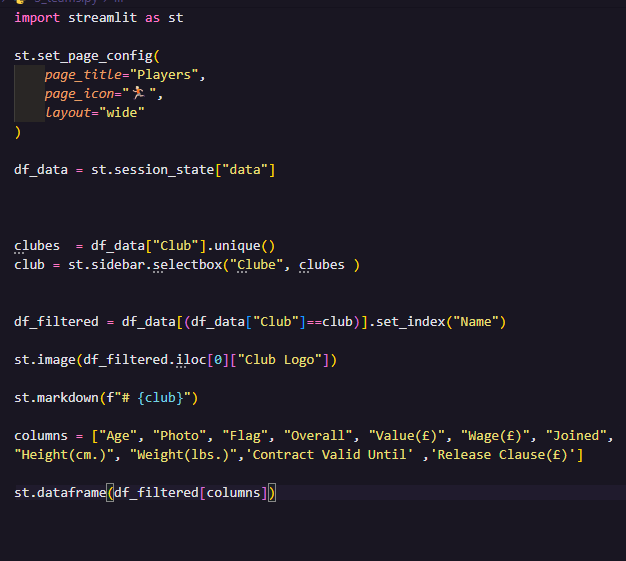 import streamlit as st
st.set_page_config(
page_title="Players",
page_icon="🏃",
layout="wide"
)
df_data = st.session_state["data"]
clubes  = df_data["Club"].unique()
club = st.sidebar.selectbox("Clube", clubes )
df_filtered = df_data[(df_data["Club"]==club)].set_index("Name")
st.image(df_filtered.iloc[0]["Club Logo"])
st.markdown(f"# {club}")
columns = ["Age", "Photo", "Flag", "Overall", "Value(£)", "Wage(£)", "Joined",
"Height(cm.)", "Weight(lbs.)",'Contract Valid Until' ,'Release Clause(£)']
st.dataframe(df_filtered[columns])